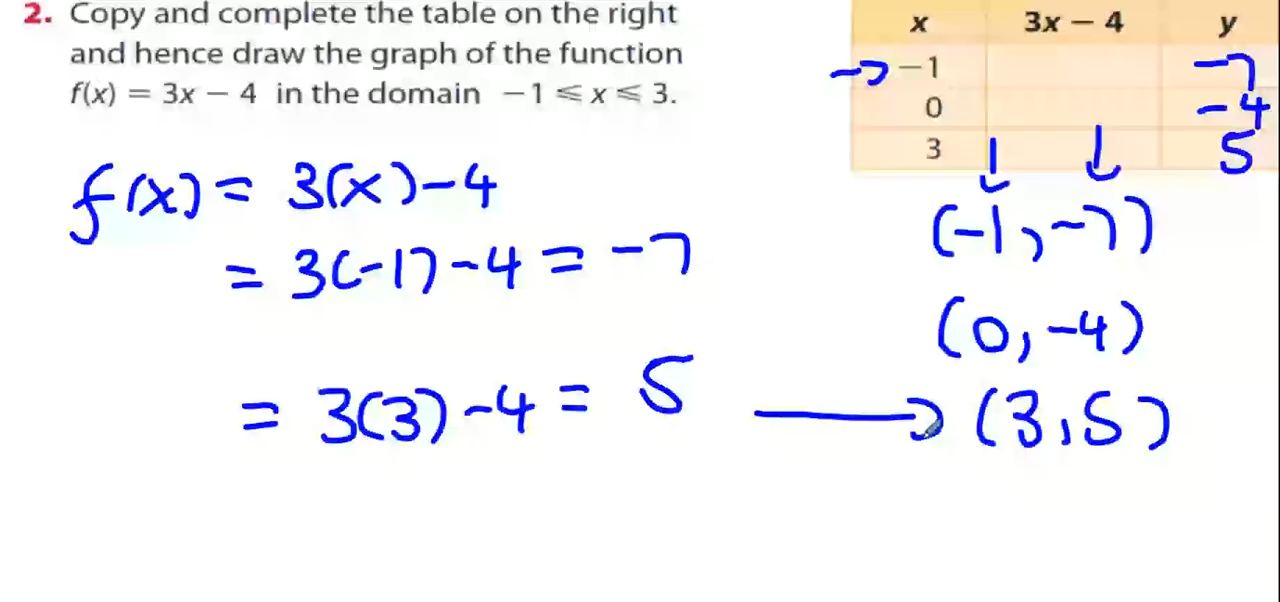 2. Copy and complete the table on the right
and hence draw the graph of the function
f(x) = 3x − 4 in the domain −1 ⩽ x ⩽ 3.
x 3x − 4 y
→ −1 −7
0 −4
3 5
f(x) = 3(x) − 4
= 3(−1) − 4 = −7
= 3(3) − 4 = 5 → (3, 5)
(−1, −7)
(0, −4)